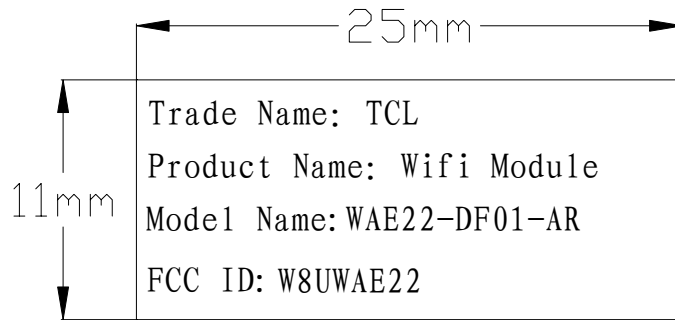 25mm
11mm
Trade Name: TCL
Product Name: Wifi Module
Model Name: WAE22-DF01-AR
FCC ID: W8UWAE22